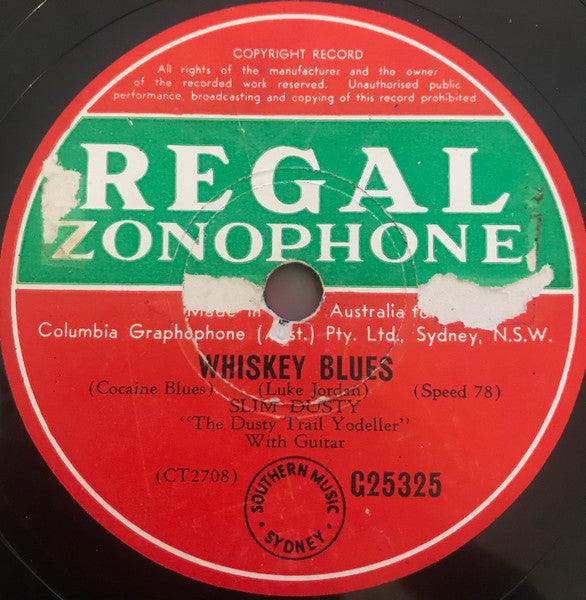 COPYRIGHT RECORD
All rights of the manufacturer and the owner
of the recorded work reserved. Unauthorised public
performance, broadcasting and copying of this record prohibited.
REGAL
ZONOPHONE
Made in Australia for
Columbia Graphophone (A st.) Pty. Ltd., Sydney, N.S.W.
WHISKEY BLUES
(Cocaine Blues) (Luke Jordan) (Speed 78)
SLIM DUSTY
"The Dusty Trail Yodeller"
With Guitar
(CT2708)
SOUTHERN MUSIC
• SYDNEY •
G25325